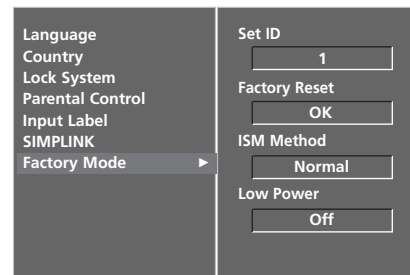 Language
Country
Lock System
Parental Control
Input Label
SIMPLINK
Factory Mode ►
Set ID
1
Factory Reset
OK
ISM Method
Normal
Low Power
Off